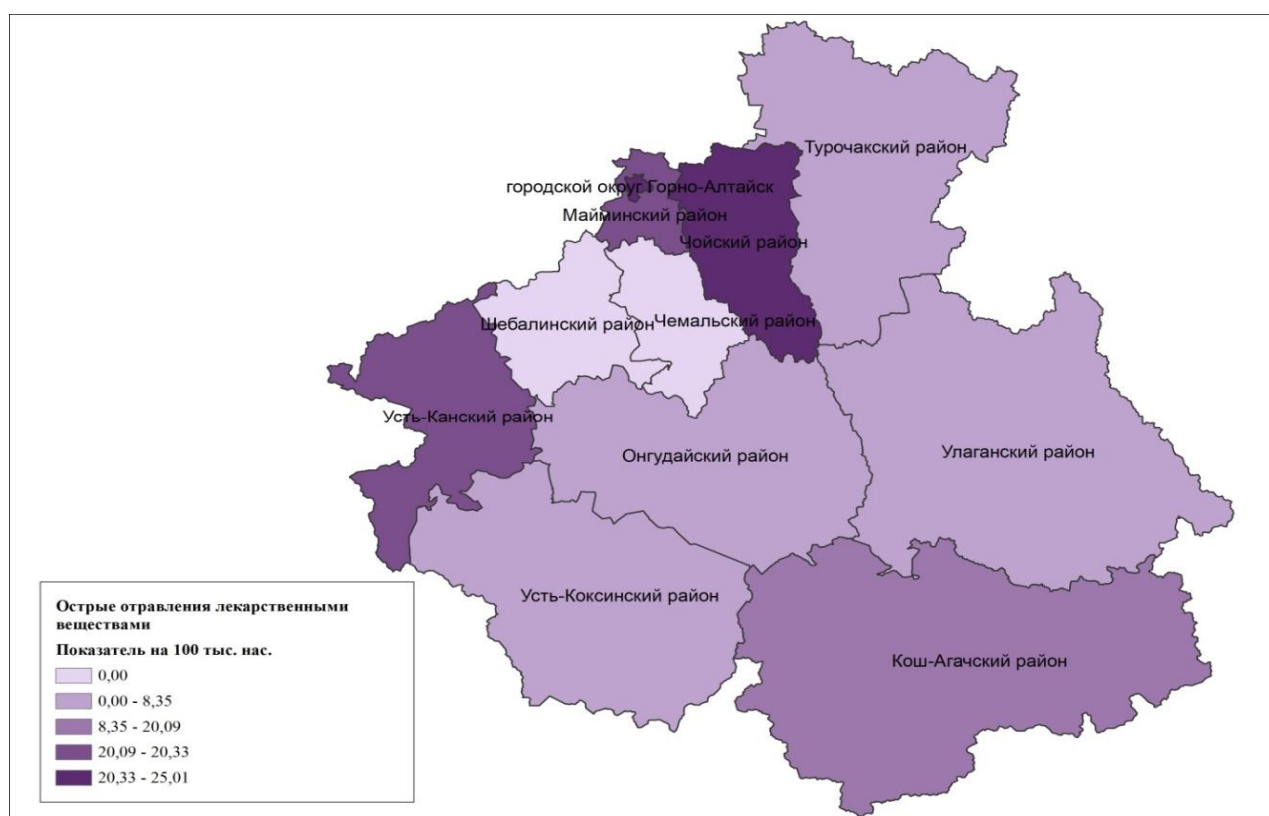 Турочакский район
городской округ Горно-Алтайск
Майминский район
Чойский район
Шебалинский район
Чемальский район
Усть-Канский район
Онгудайский район
Улаганский район
Усть-Коксинский район
Кош-Агачский район
Острые отравления лекарственными
веществами
Показатель на 100 тыс. нас.
0,00
0,00 - 8,35
8,35 - 20,09
20,09 - 20,33
20,33 - 25,01